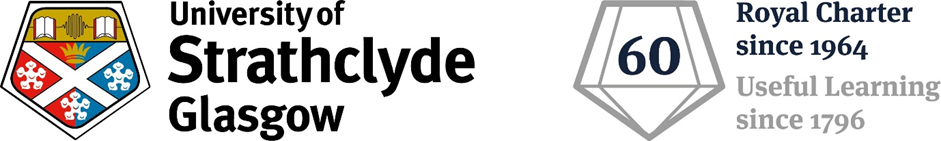 University of
Strathclyde
Glasgow
60
Royal Charter
since 1964
Useful Learning
since 1796